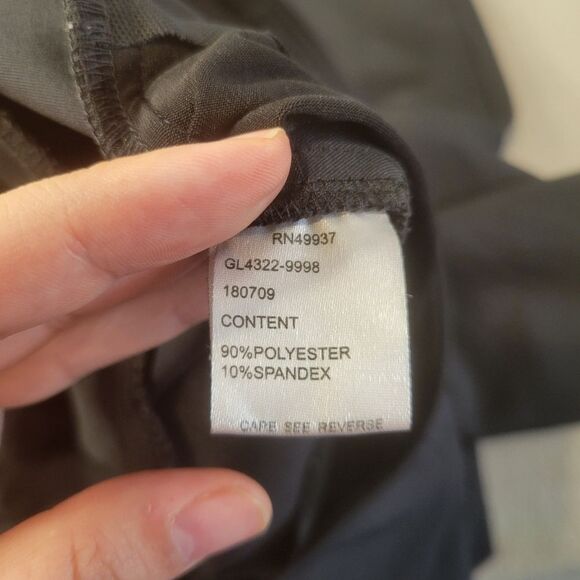 RN49937
GL4322-9998
180709
CONTENT
90%POLYESTER
10%SPANDEX
CARE SEE REVERSE